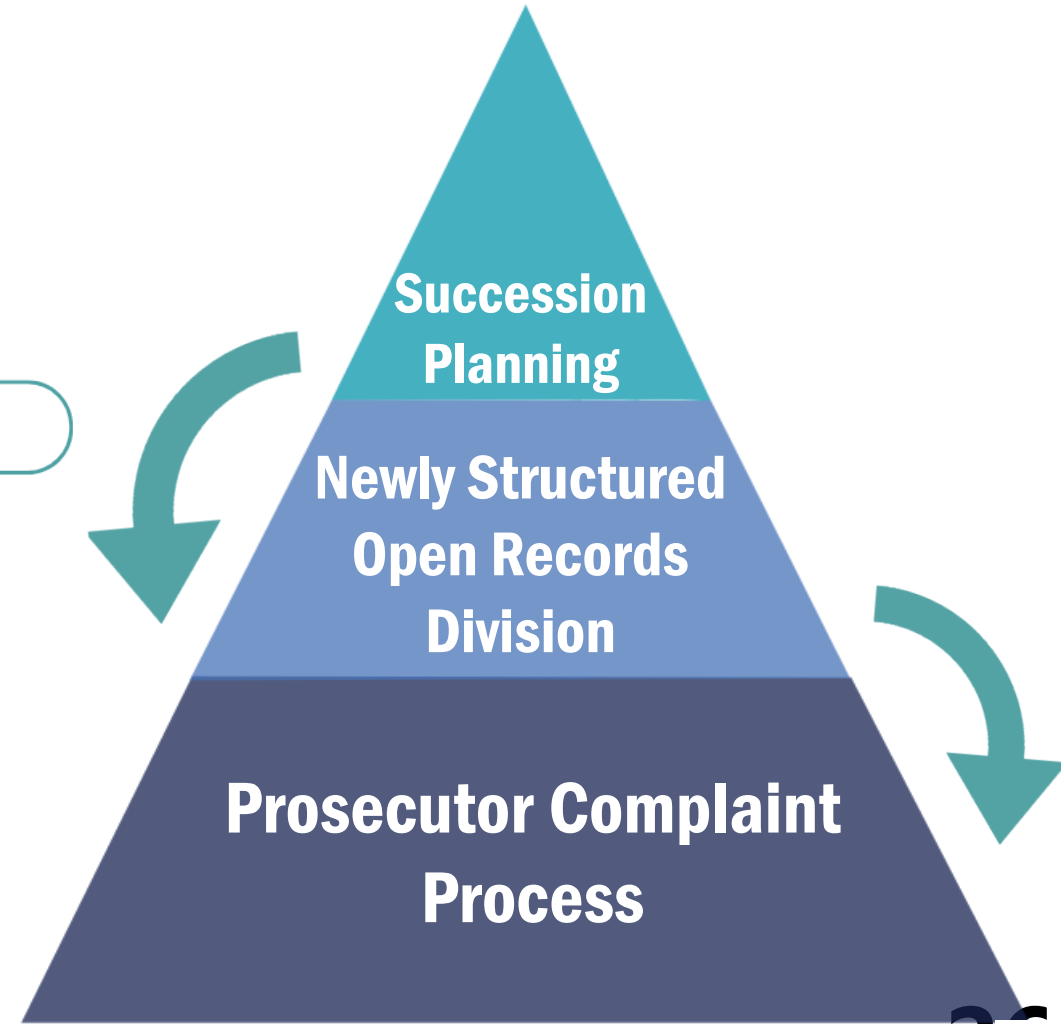 Succession
Planning
Newly Structured
Open Records
Division
Prosecutor Complaint
Process